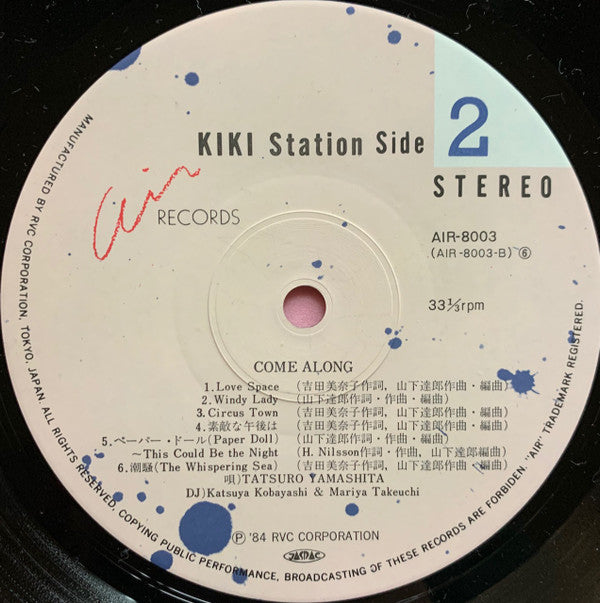 KIKI Station Side 2
STEREO
Air RECORDS
AIR-8003
(AIR-8003-B) ⑥
33⅓rpm
COME ALONG
1.Love Space (吉田美奈子作詞, 山下達郎作曲・編曲)
2.Windy Lady (山下達郎作詞・作曲・編曲)
3.Circus Town (吉田美奈子作詞, 山下達郎作曲・編曲)
4.素敵な午後は (吉田美奈子作詞, 山下達郎作曲・編曲)
5.ペーパー・ドール(Paper Doll) (山下達郎作詞・作曲・編曲)
~This Could Be the Night (H. Nilsson作詞・作曲, 山下達郎編曲)
6.潮騒(The Whispering Sea) (吉田美奈子作詞, 山下達郎作曲・編曲)
唄)TATSURO YAMASHITA
DJ)Katsuya Kobayashi & Mariya Takeuchi
Ⓟ '84 RVC CORPORATION
JASRAC
MANUFACTURED BY RVC CORPORATION, TOKYO, JAPAN. ALL RIGHTS RESERVED, COPYING PUBLIC PERFORMANCE, BROADCASTING OF THESE RECORDS ARE FORBIDDEN. "AIR" TRADEMARK REGISTERED.